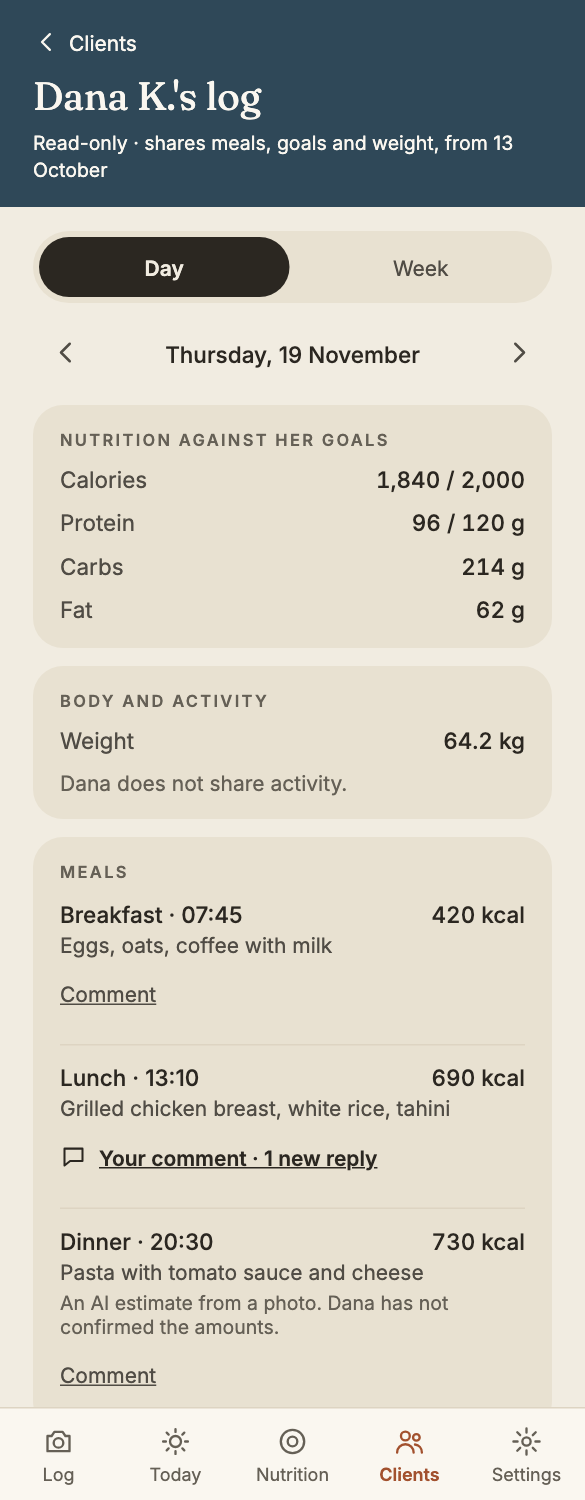 Clients
Dana K.'s log
Read-only · shares meals, goals and weight, from 13
October
Day
Week
Thursday, 19 November
NUTRITION AGAINST HER GOALS
Calories 1,840 / 2,000
Protein 96 / 120 g
Carbs 214 g
Fat 62 g
BODY AND ACTIVITY
Weight 64.2 kg
Dana does not share activity.
MEALS
Breakfast · 07:45 420 kcal
Eggs, oats, coffee with milk
Comment
Lunch · 13:10 690 kcal
Grilled chicken breast, white rice, tahini
Your comment · 1 new reply
Dinner · 20:30 730 kcal
Pasta with tomato sauce and cheese
An AI estimate from a photo. Dana has not
confirmed the amounts.
Comment
Log Today Nutrition Clients Settings